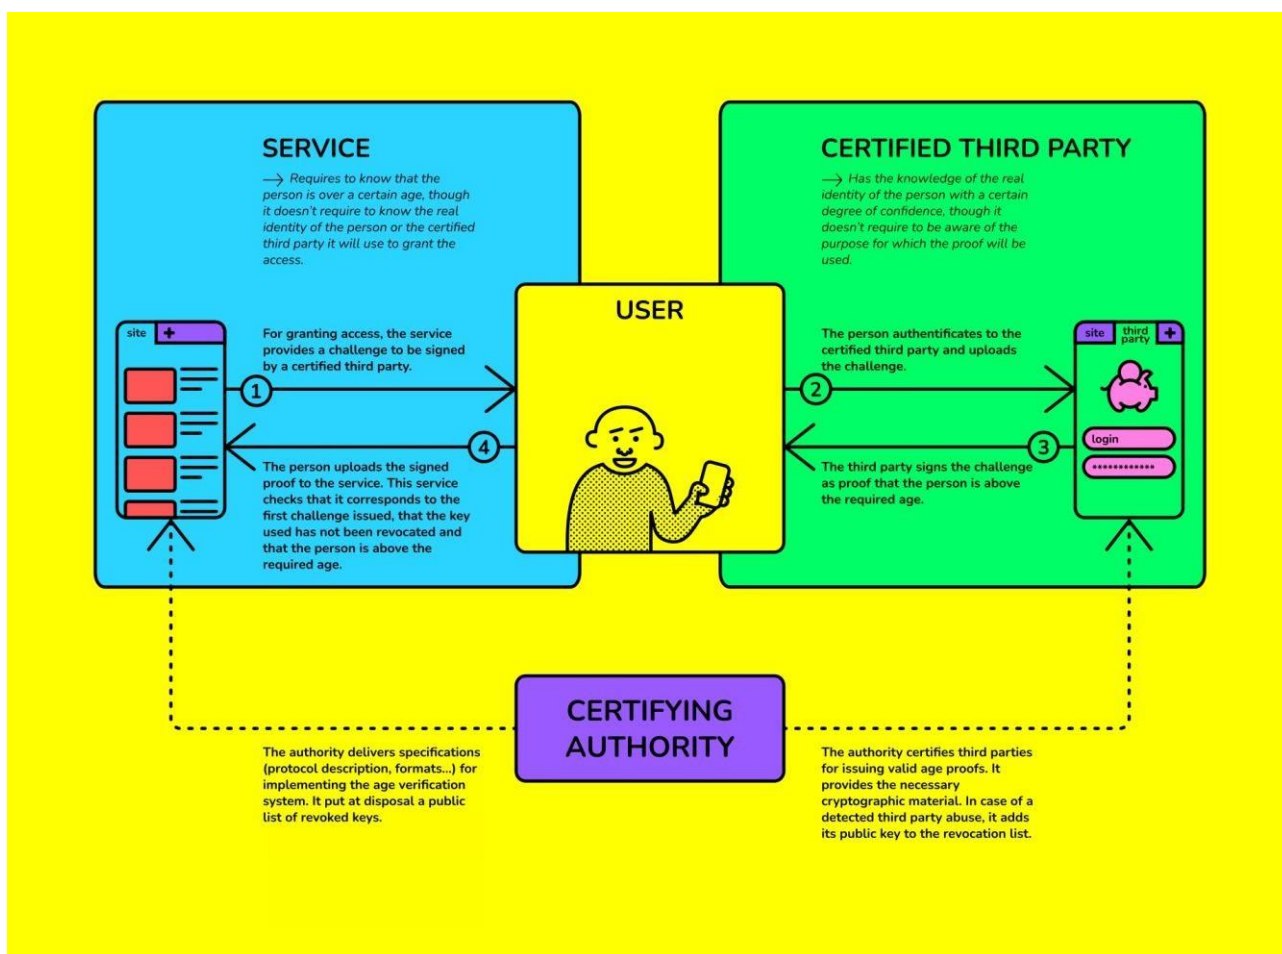 SERVICE
→ Requires to know that the
person is over a certain age, though
it doesn't require to know the real
identity of the person or the certified
third party it will use to grant the
access.
site +
For granting access, the service
provides a challenge to be signed
by a certified third party.
1
4
The person uploads the signed
proof to the service. This service
checks that it corresponds to the
first challenge issued, that the key
used has not been revocated and
that the person is above the
required age.
USER
CERTIFIED THIRD PARTY
→ Has the knowledge of the real
identity of the person with a certain
degree of confidence, though it
doesn't require to be aware of the
purpose for which the proof will be
used.
The person authentificates to the
certified third party and uploads
the challenge.
2
3
The third party signs the challenge
as proof that the person is above
the required age.
site third party +
login
************
CERTIFYING
AUTHORITY
The authority delivers specifications
(protocol description, formats...) for
implementing the age verification
system. It put at disposal a public
list of revoked keys.
The authority certifies third parties
for issuing valid age proofs. It
provides the necessary
cryptographic material. In case of a
detected third party abuse, it adds
its public key to the revocation list.